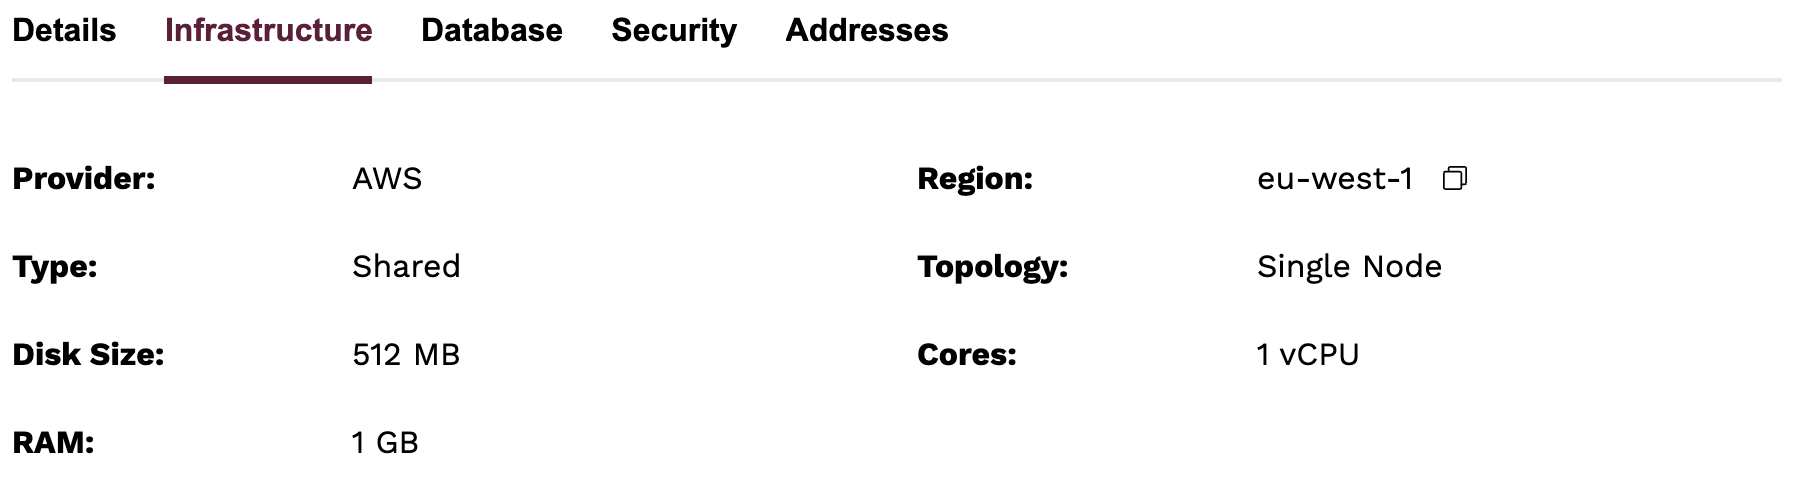 Details Infrastructure Database Security Addresses
Provider: AWS Region: eu-west-1
Type: Shared Topology: Single Node
Disk Size: 512 MB Cores: 1 vCPU
RAM: 1 GB